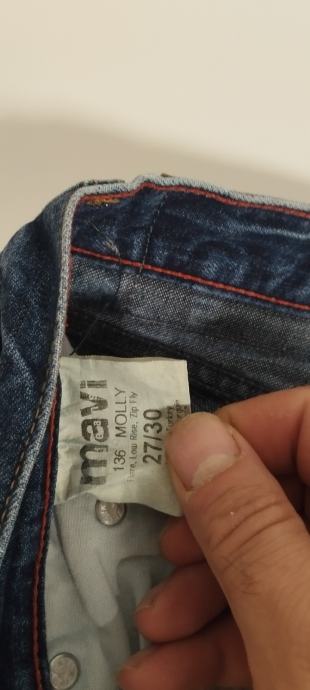 mavi
136 MOLLY
Flare, Low Rise, Zip Fly
27/30